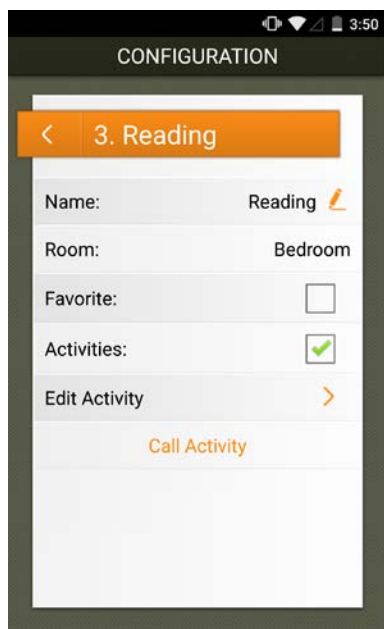 3:50
CONFIGURATION
3. Reading
Name: Reading
Room: Bedroom
Favorite:
Activities:
Edit Activity
Call Activity